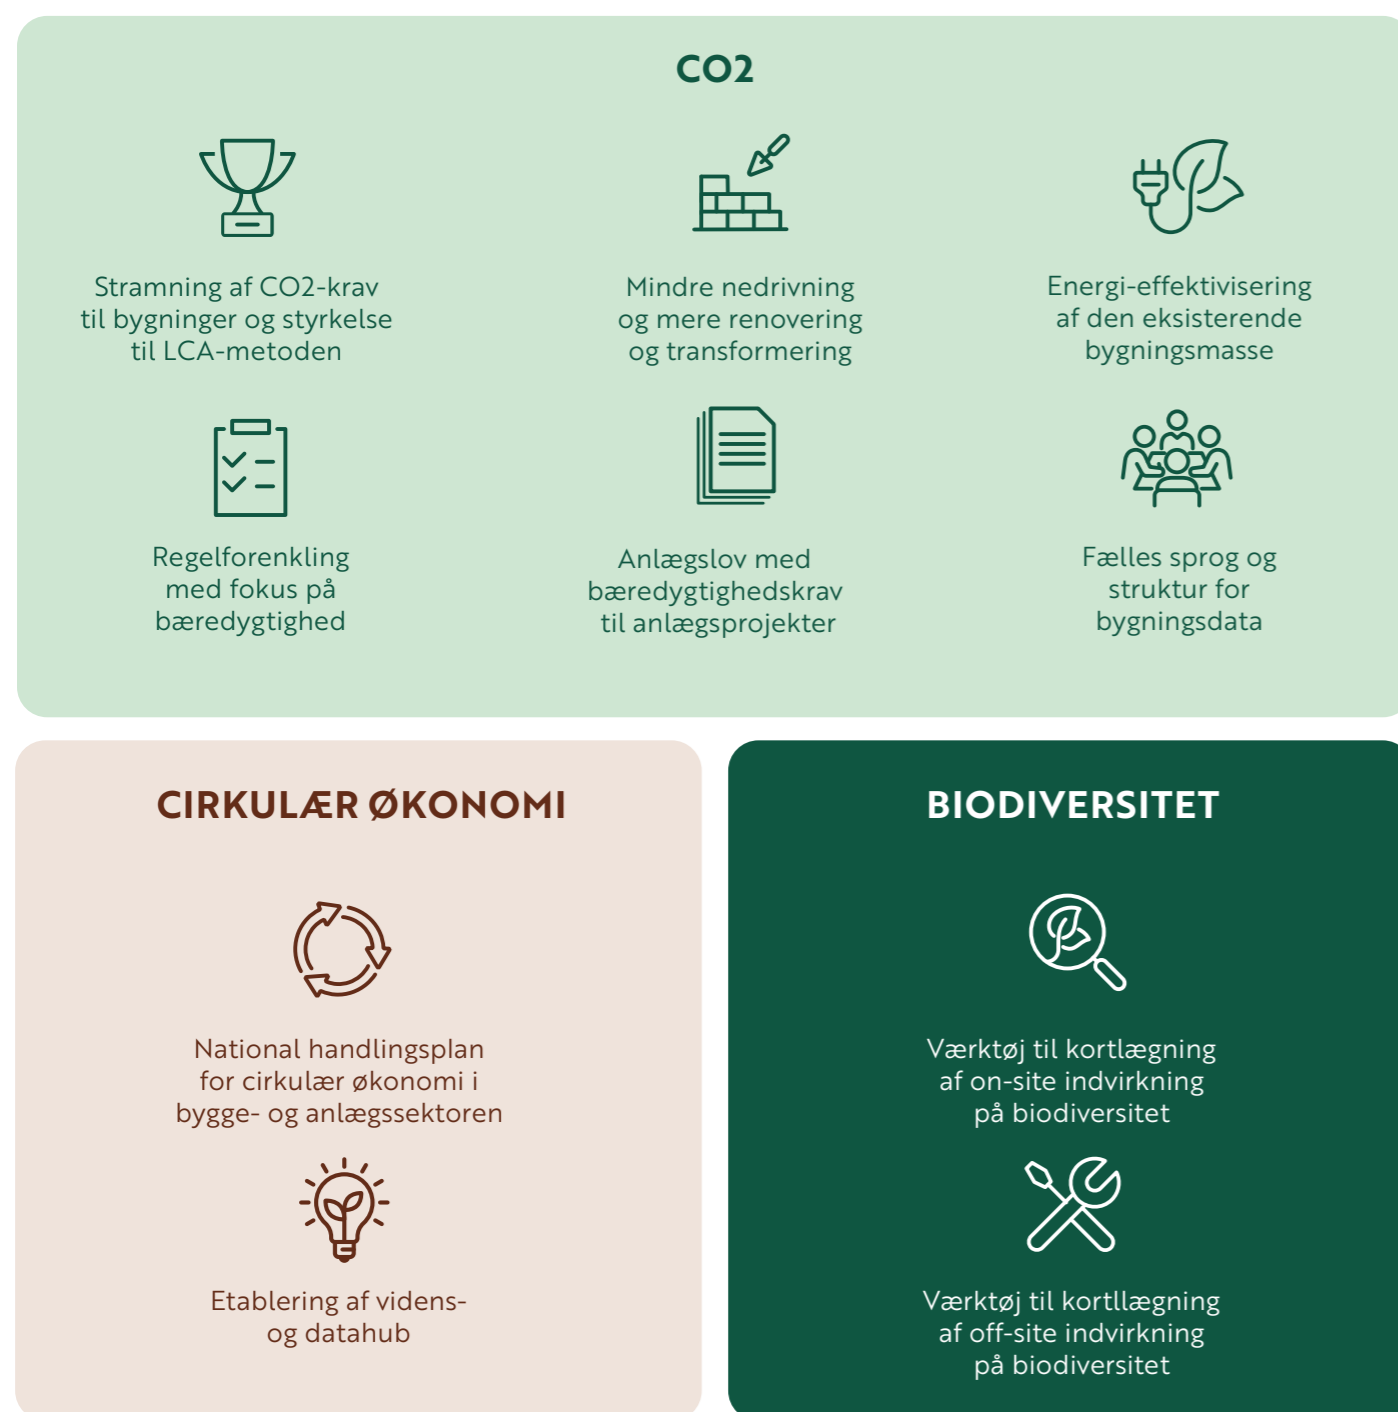 CO2
Stramning af CO2-krav
til bygninger og styrkelse
til LCA-metoden
Mindre nedrivning
og mere renovering
og transformering
Energi-effektivisering
af den eksisterende
bygningsmasse
Regelforenkling
med fokus på
bæredygtighed
Anlægslov med
bæredygtighedskrav
til anlægsprojekter
Fælles sprog og
struktur for
bygningsdata
CIRKULÆR ØKONOMI
National handlingsplan
for cirkulær økonomi i
bygge- og anlægssektoren
Etablering af videns-
og datahub
BIODIVERSITET
Værktøj til kortlægning
af on-site indvirkning
på biodiversitet
Værktøj til kortllægning
af off-site indvirkning
på biodiversitet